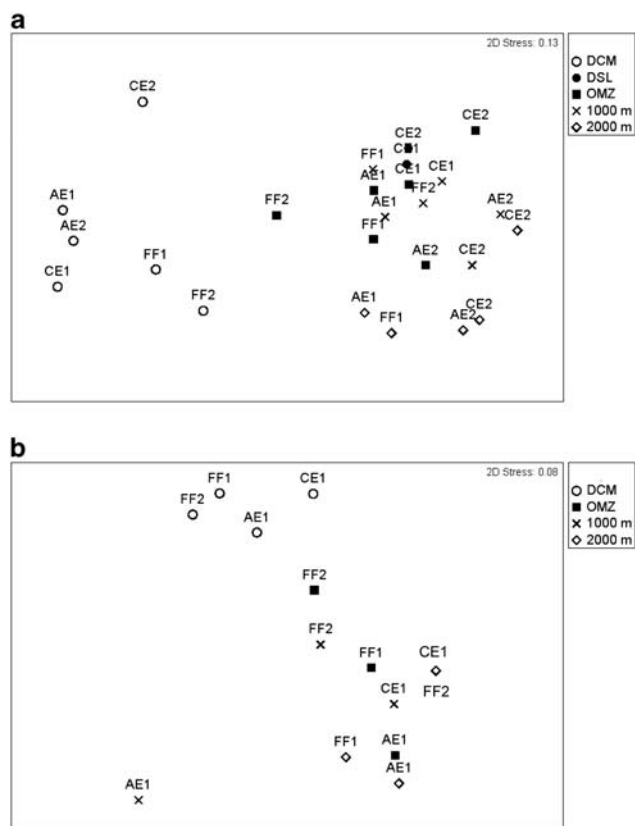 a
2D Stress: 0.13
DCM
DSL
OMZ
1000 m
2000 m
CE2
CE2
CE2
CE1
FF1
CE1
CE1
AE1
FF2
AE1
FF2
AE1
AE2
CE2
AE2
FF1
CE1
FF1
AE2
CE2
FF2
AE1
FF1
CE2
AE2
b
2D Stress: 0.08
DCM
OMZ
1000 m
2000 m
FF1
CE1
FF2
AE1
FF2
FF2
FF1
CE1
CE1
FF2
FF1
AE1
AE1
AE1